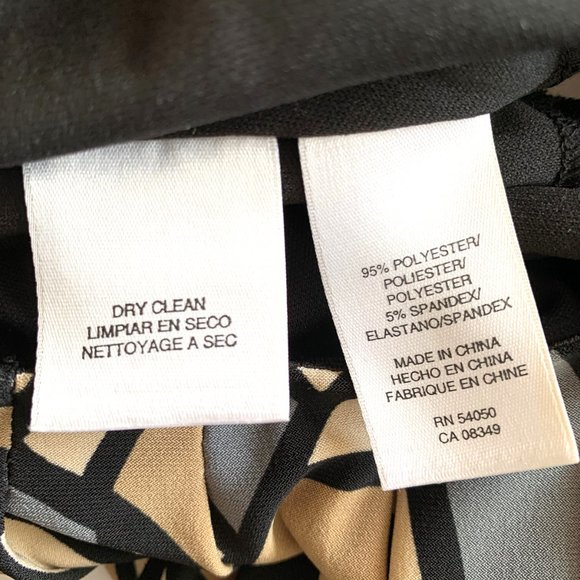 DRY CLEAN
LIMPIAR EN SECO
NETTOYAGE A SEC
95% POLYESTER/
POLIESTER/
POLYESTER
5% SPANDEX/
ELASTANO/SPANDEX
MADE IN CHINA
HECHO EN CHINA
FABRIQUE EN CHINE
RN 54050
CA 08349